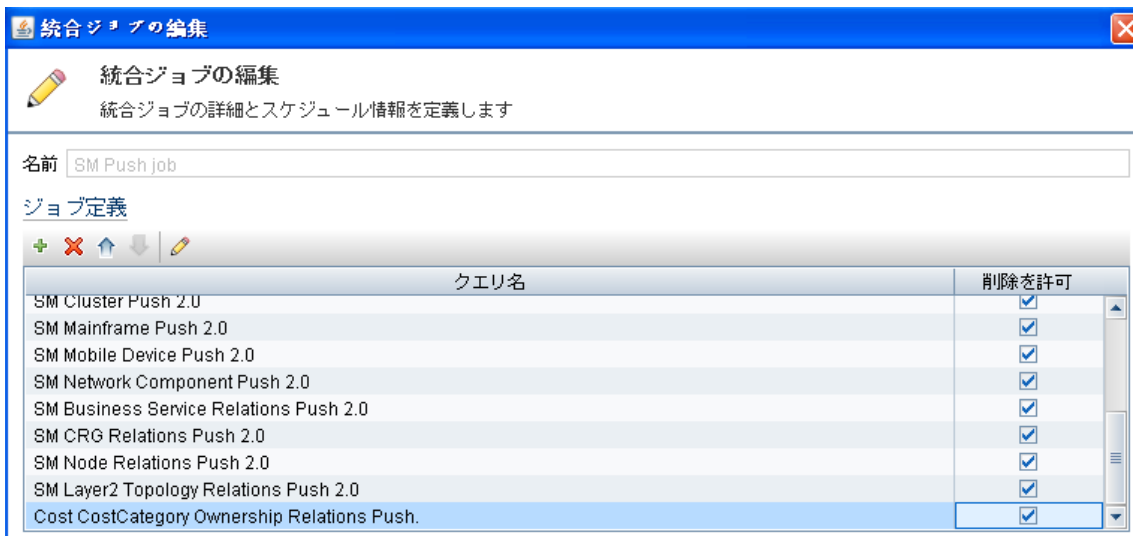 統合ジョブの編集
統合ジョブの編集
統合ジョブの詳細とスケジュール情報を定義します
名前 SM Push job
ジョブ定義
クエリ名 削除を許可
SM Cluster Push 2.0
SM Mainframe Push 2.0
SM Mobile Device Push 2.0
SM Network Component Push 2.0
SM Business Service Relations Push 2.0
SM CRG Relations Push 2.0
SM Node Relations Push 2.0
SM Layer2 Topology Relations Push 2.0
Cost CostCategory Ownership Relations Push.